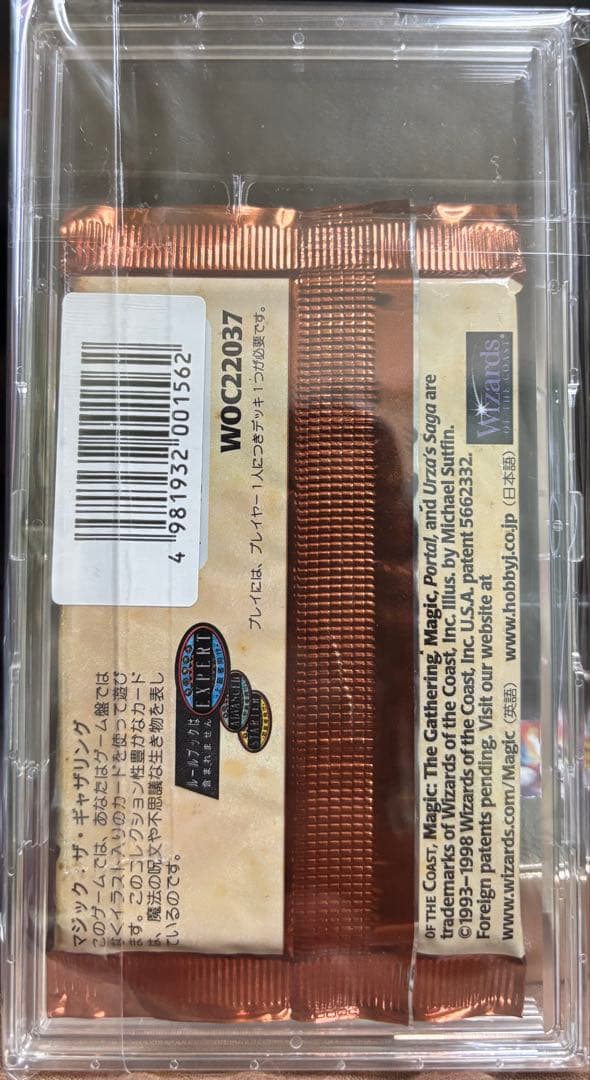 マジック：ザ・ギャザリング
このゲームでは、あなたはゲーム盤では
なくイラスト入りのカードを使って遊び
ます。このコレクション性豊かなカード
は、魔法の呪文や不思議な生き物を表し
ているのです。
ルールブックは
含まれません
EXPERT
ADVANCED
STARTER
プレイには、プレイヤー1人につきデッキ1つが必要です。
4 981932 001562
WOC22037
OF THE COAST, Magic: The Gathering, Magic, Portal, and Urza's Saga are
trademarks of Wizards of the Coast, Inc. Illus. by Michael Sutfin.
©1993–1998 Wizards of the Coast, Inc. U.S.A. patent 5662332.
Foreign patents pending. Visit our website at
www.wizards.com/Magic（英語） www.hobbyj.co.jp（日本語）
Wizards
OF THE COAST®